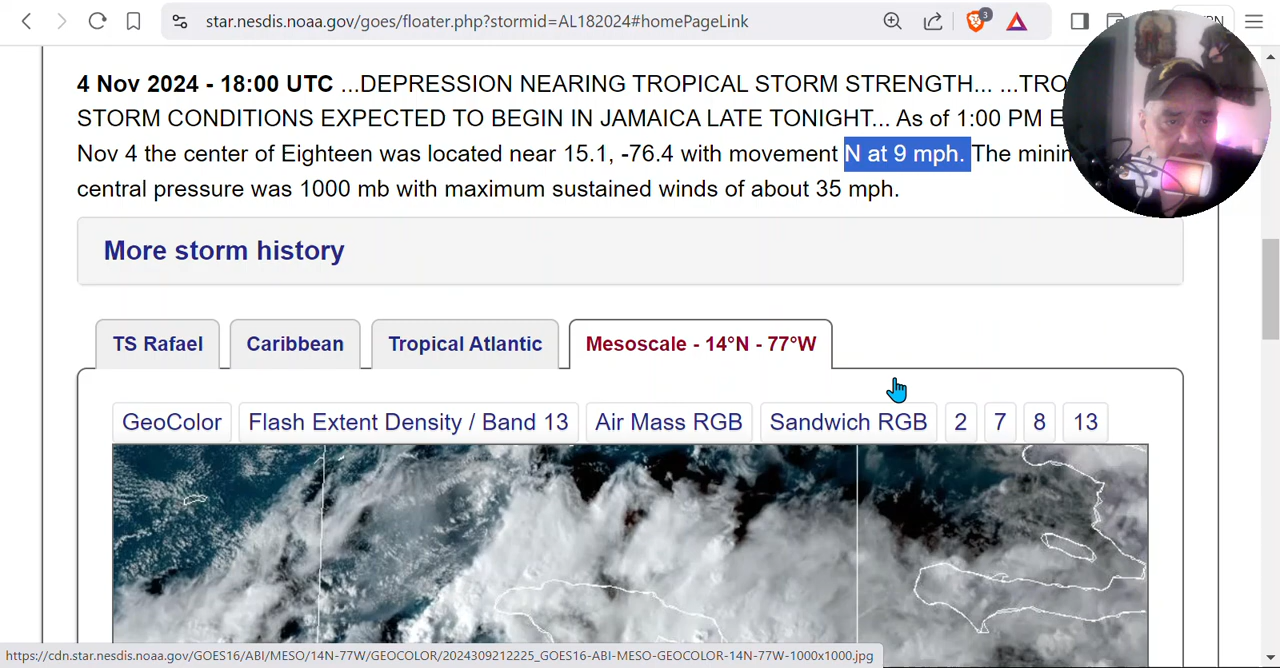 star.nesdis.noaa.gov/goes/floater.php?stormid=AL182024#homePageLink
3
4 Nov 2024 - 18:00 UTC ...DEPRESSION NEARING TROPICAL STORM STRENGTH... ...TRO
STORM CONDITIONS EXPECTED TO BEGIN IN JAMAICA LATE TONIGHT... As of 1:00 PM E
Nov 4 the center of Eighteen was located near 15.1, -76.4 with movement N at 9 mph. The minim
central pressure was 1000 mb with maximum sustained winds of about 35 mph.
More storm history
TS Rafael Caribbean Tropical Atlantic Mesoscale - 14°N - 77°W
GeoColor Flash Extent Density / Band 13 Air Mass RGB Sandwich RGB 2 7 8 13
https://cdn.star.nesdis.noaa.gov/GOES16/ABI/MESO/14N-77W/GEOCOLOR/2024309212225_GOES16-ABI-MESO-GEOCOLOR-14N-77W-1000x1000.jpg